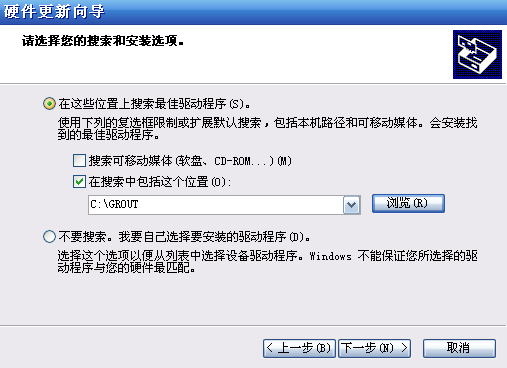 硬件更新向导
请选择您的搜索和安装选项。
在这些位置上搜索最佳驱动程序(S)。
使用下列的复选框限制或扩展默认搜索，包括本机路径和可移动媒体。会安装找
到的最佳驱动程序。
搜索可移动媒体(软盘、CD-ROM...)(M)
在搜索中包括这个位置(O):
C:\GROUT
浏览(R)
不要搜索。我要自己选择要安装的驱动程序(D)。
选择这个选项以便从列表中选择设备驱动程序。Windows 不能保证您所选择的驱
动程序与您的硬件最匹配。
< 上一步(B) 下一步(N) > 取消